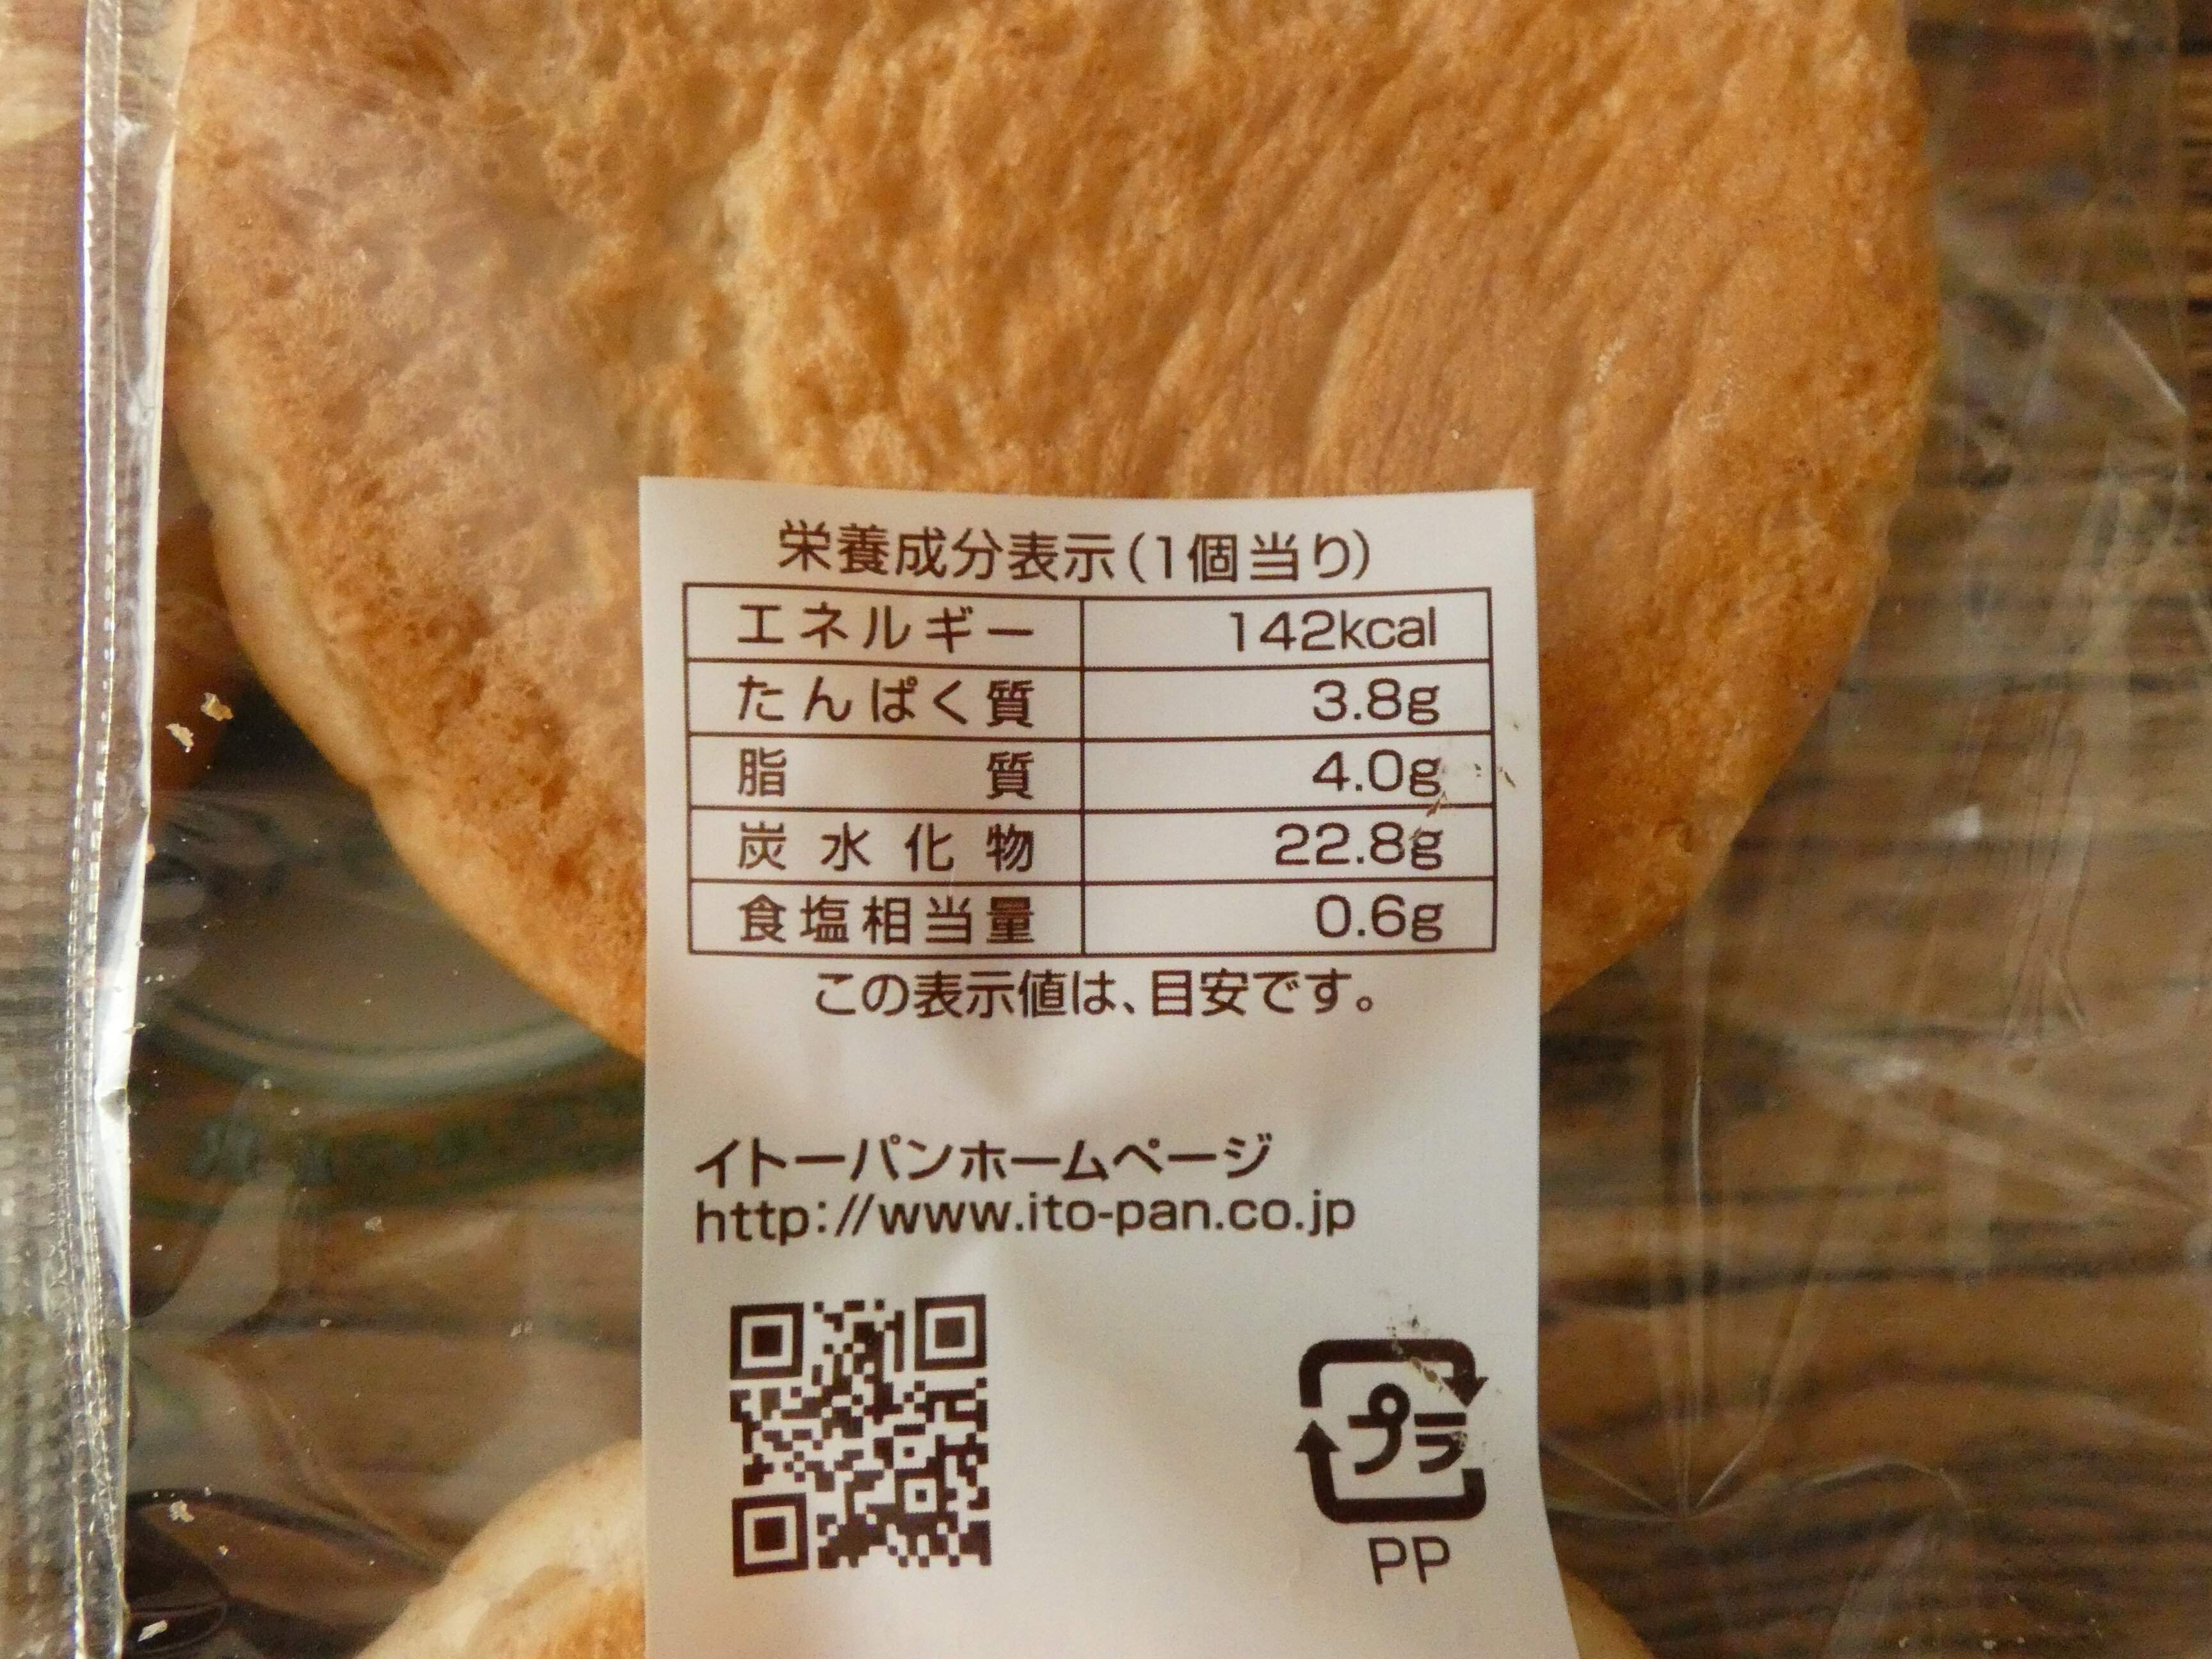 栄養成分表示(1個当り)
エネルギー 142kcal
たんぱく質 3.8g
脂質 4.0g
炭水化物 22.8g
食塩相当量 0.6g
この表示値は、目安です。
イトーパンホームページ
http://www.ito-pan.co.jp
プラ
PP